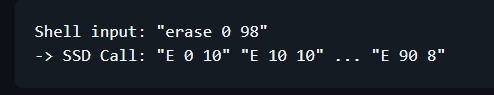 Shell input: "erase 0 98"
-> SSD Call: "E 0 10" "E 10 10" ... "E 90 8"